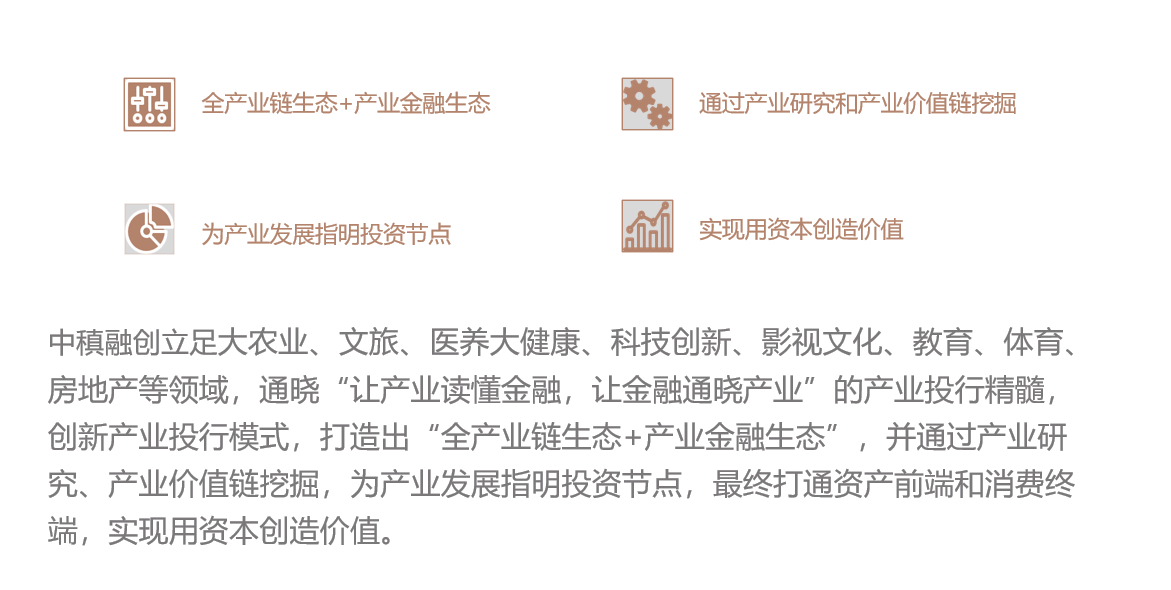 全产业链生态+产业金融生态
通过产业研究和产业价值链挖掘
为产业发展指明投资节点
实现用资本创造价值
中稹融创立足大农业、文旅、医养大健康、科技创新、影视文化、教育、体育、
房地产等领域，通晓“让产业读懂金融，让金融通晓产业”的产业投行精髓，
创新产业投行模式，打造出“全产业链生态+产业金融生态”，并通过产业研
究、产业价值链挖掘，为产业发展指明投资节点，最终打通资产前端和消费终
端，实现用资本创造价值。